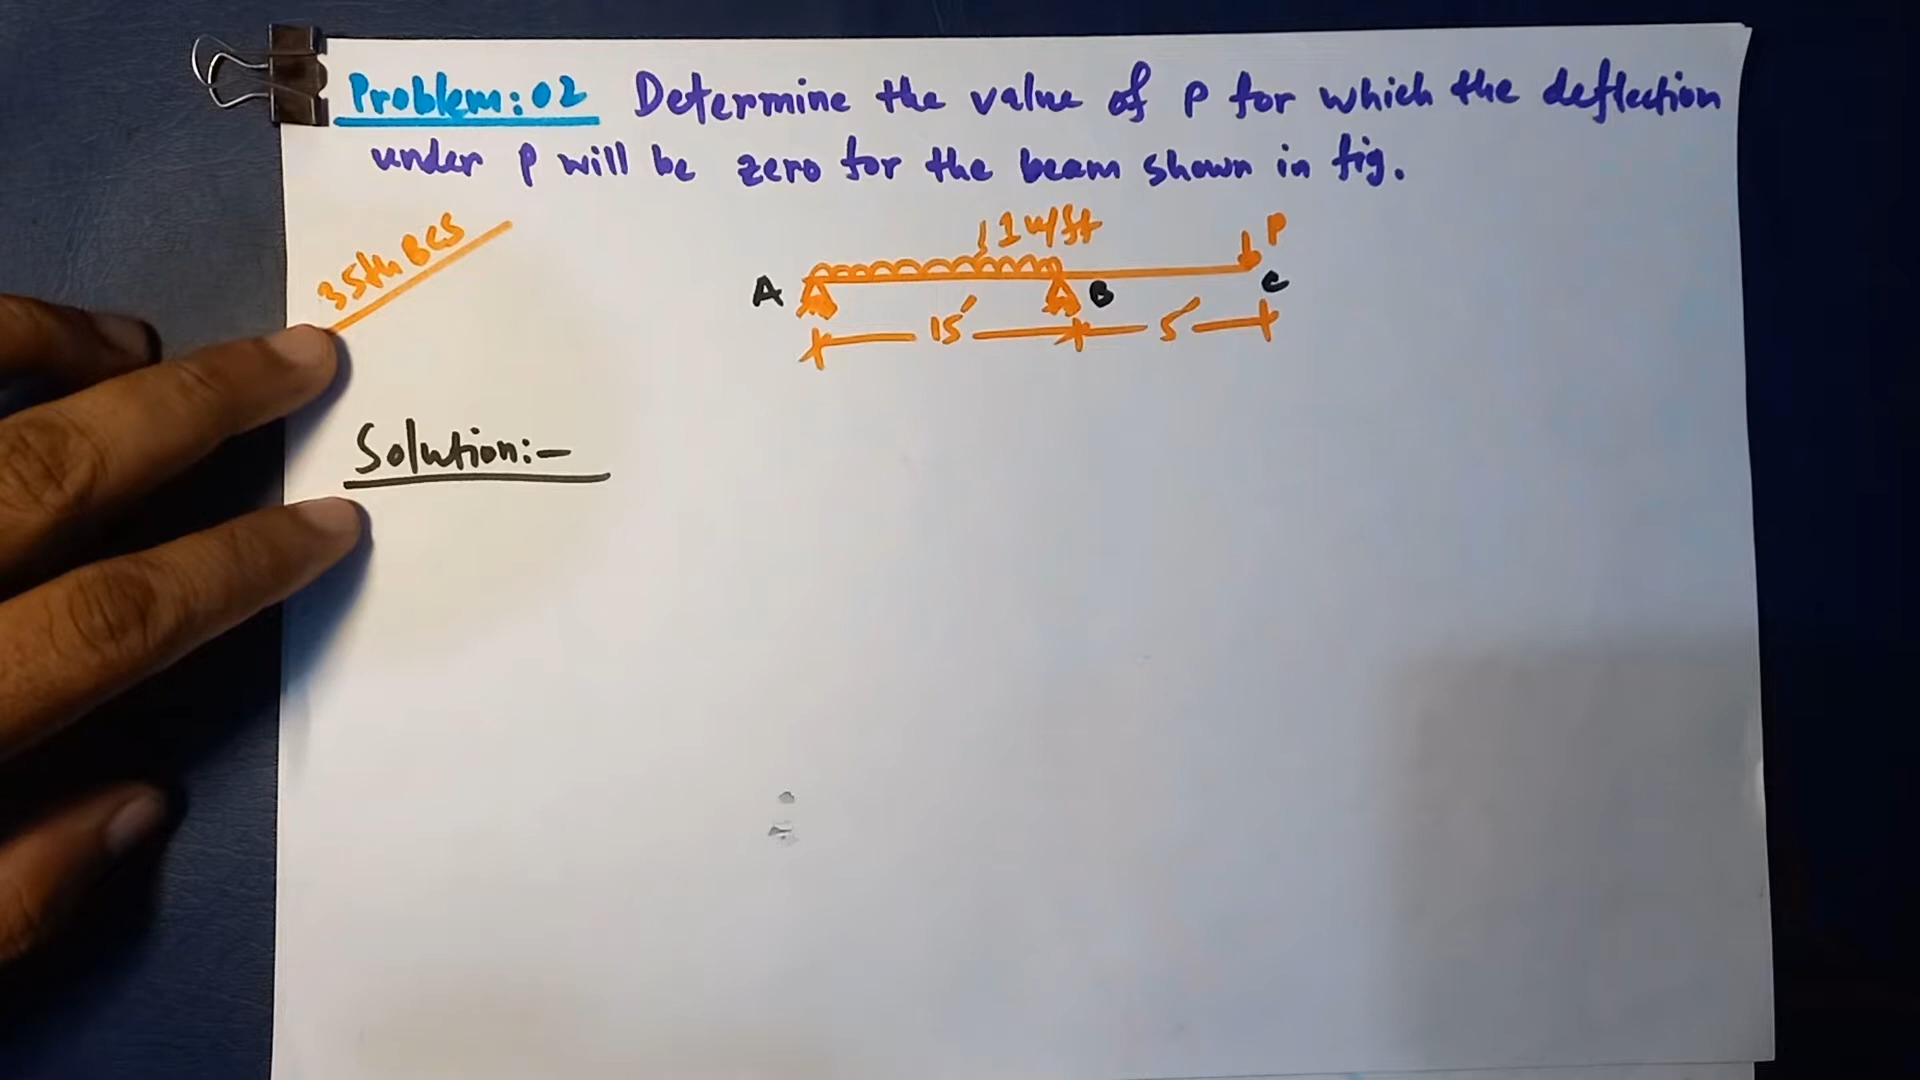 Problem: 02 Determine the value of P for which the deflection
under P will be zero for the beam shown in fig.
35th BCS
1 k/ft
P
A
B
C
15'
5'
Solution:-